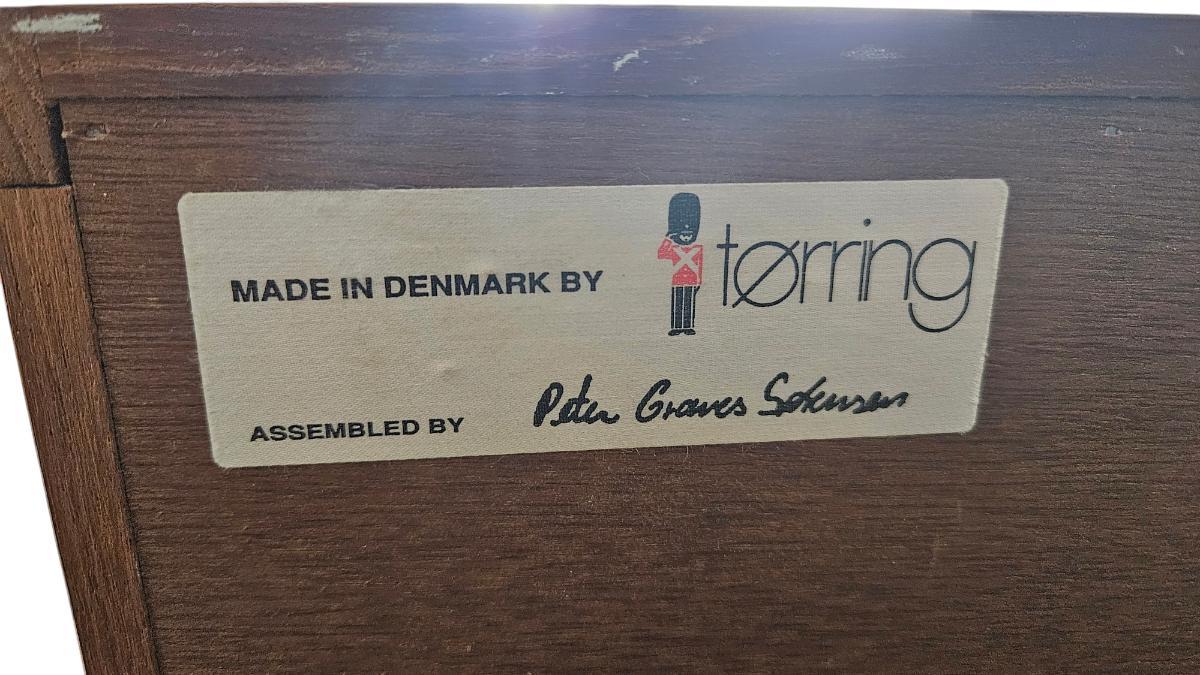 MADE IN DENMARK BY
tørring
ASSEMBLED BY Peter Graves Sørensen